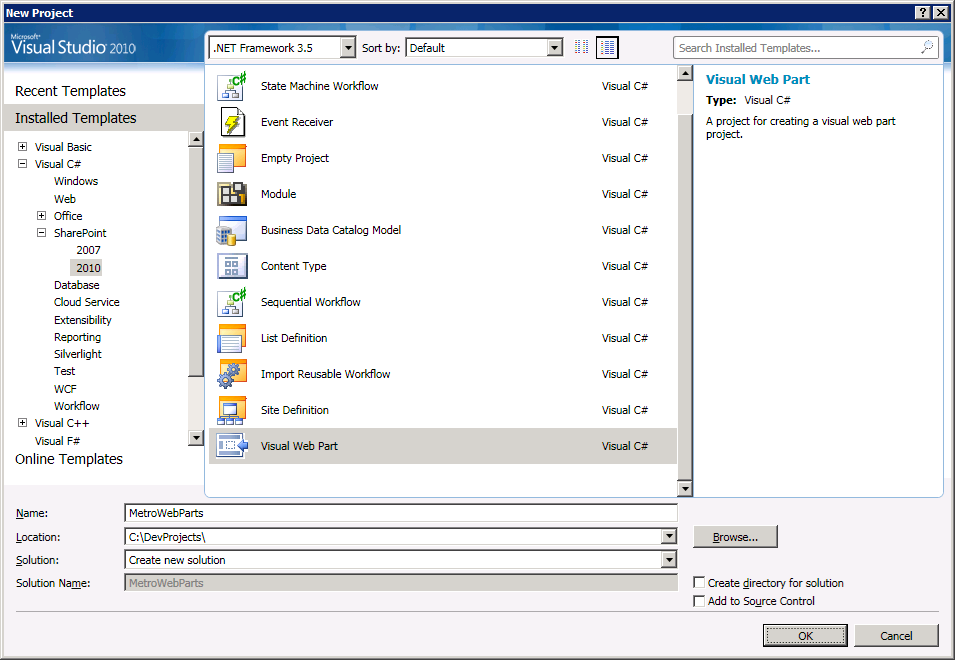 New Project
Microsoft® Visual Studio 2010
.NET Framework 3.5 Sort by: Default Search Installed Templates...
Recent Templates
Installed Templates
Visual Basic
Visual C#
Windows
Web
Office
SharePoint
2007
2010
Database
Cloud Service
Extensibility
Reporting
Silverlight
Test
WCF
Workflow
Visual C++
Visual F#
Online Templates
State Machine Workflow Visual C#
Event Receiver Visual C#
Empty Project Visual C#
Module Visual C#
Business Data Catalog Model Visual C#
Content Type Visual C#
Sequential Workflow Visual C#
List Definition Visual C#
Import Reusable Workflow Visual C#
Site Definition Visual C#
Visual Web Part Visual C#
Visual Web Part
Type: Visual C#
A project for creating a visual web part
project.
Name: MetroWebParts
Location: C:\DevProjects\ Browse...
Solution: Create new solution
Solution Name: MetroWebParts
Create directory for solution
Add to Source Control
OK Cancel